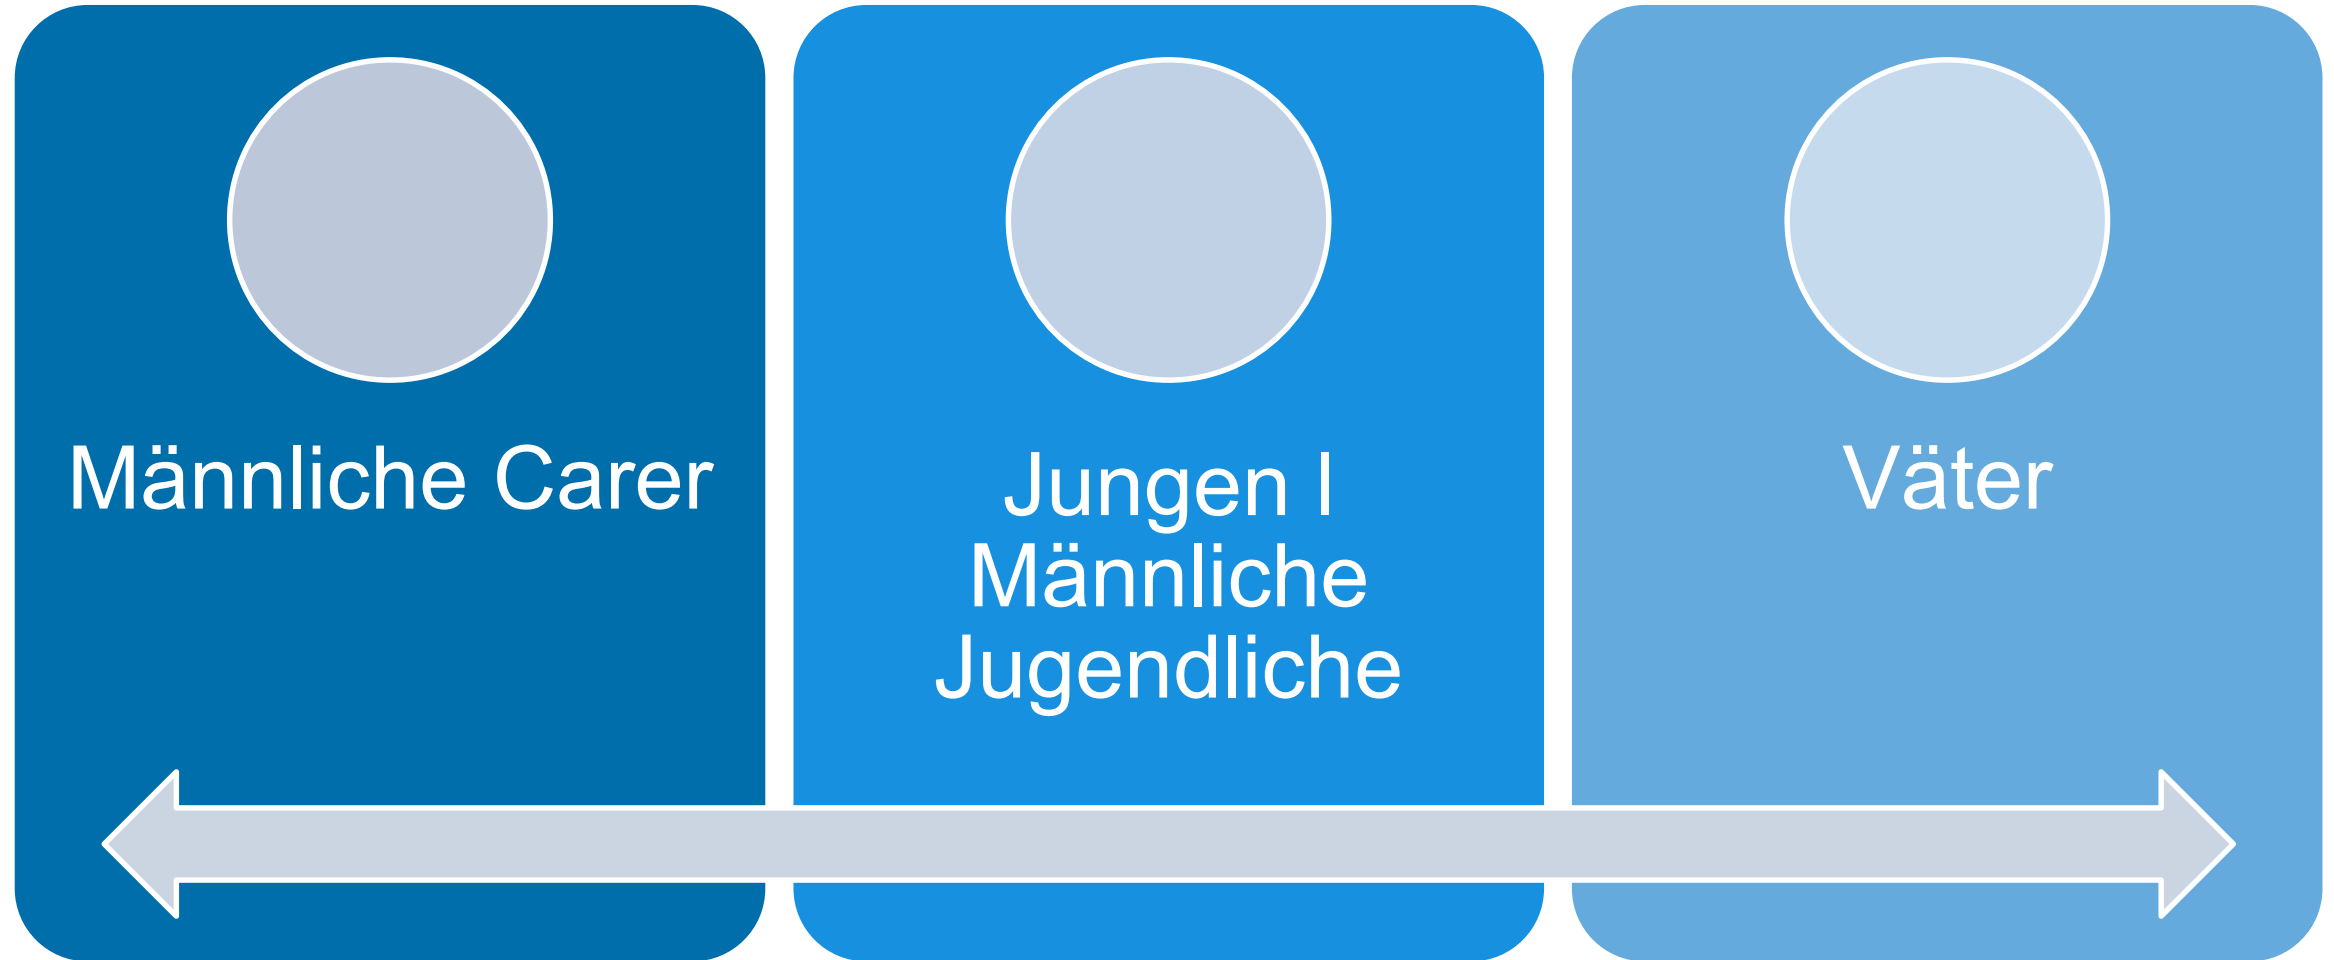 Männliche Carer
Jungen I
Männliche
Jugendliche
Väter